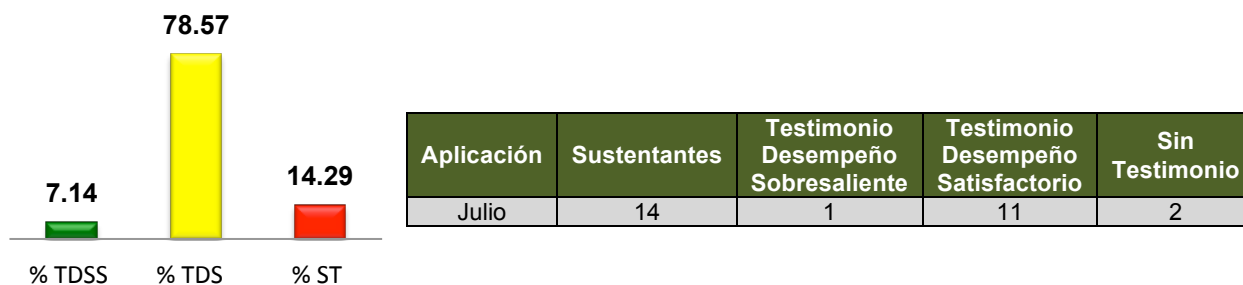 78.57
7.14
14.29
% TDSS % TDS % ST
Aplicación Sustentantes Testimonio Desempeño Sobresaliente Testimonio Desempeño Satisfactorio Sin Testimonio
Julio 14 1 11 2